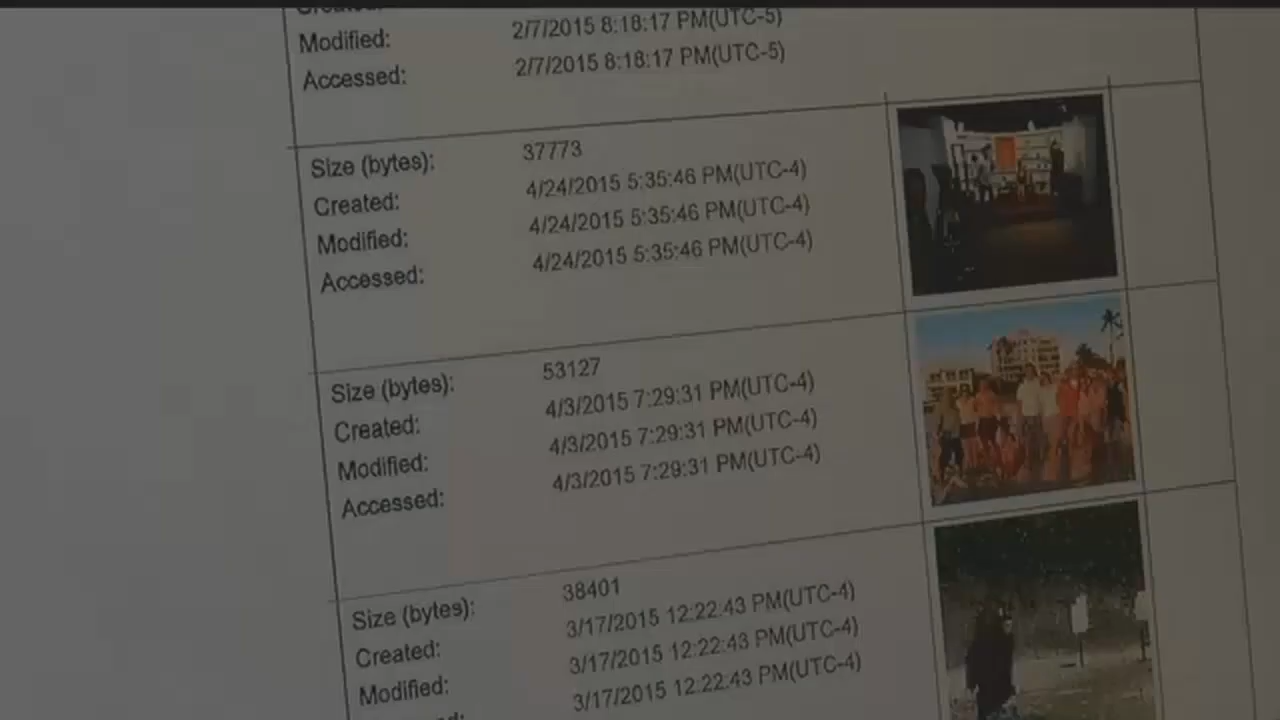 Modified: 2/7/2015 8:18:17 PM(UTC-5)
Accessed: 2/7/2015 8:18:17 PM(UTC-5)
Size (bytes): 37773
Created: 4/24/2015 5:35:46 PM(UTC-4)
Modified: 4/24/2015 5:35:46 PM(UTC-4)
Accessed: 4/24/2015 5:35:46 PM(UTC-4)
Size (bytes): 53127
Created: 4/3/2015 7:29:31 PM(UTC-4)
Modified: 4/3/2015 7:29:31 PM(UTC-4)
Accessed: 4/3/2015 7:29:31 PM(UTC-4)
Size (bytes): 38401
Created: 3/17/2015 12:22:43 PM(UTC-4)
Modified: 3/17/2015 12:22:43 PM(UTC-4)
3/17/2015 12:22:43 PM(UTC-4)